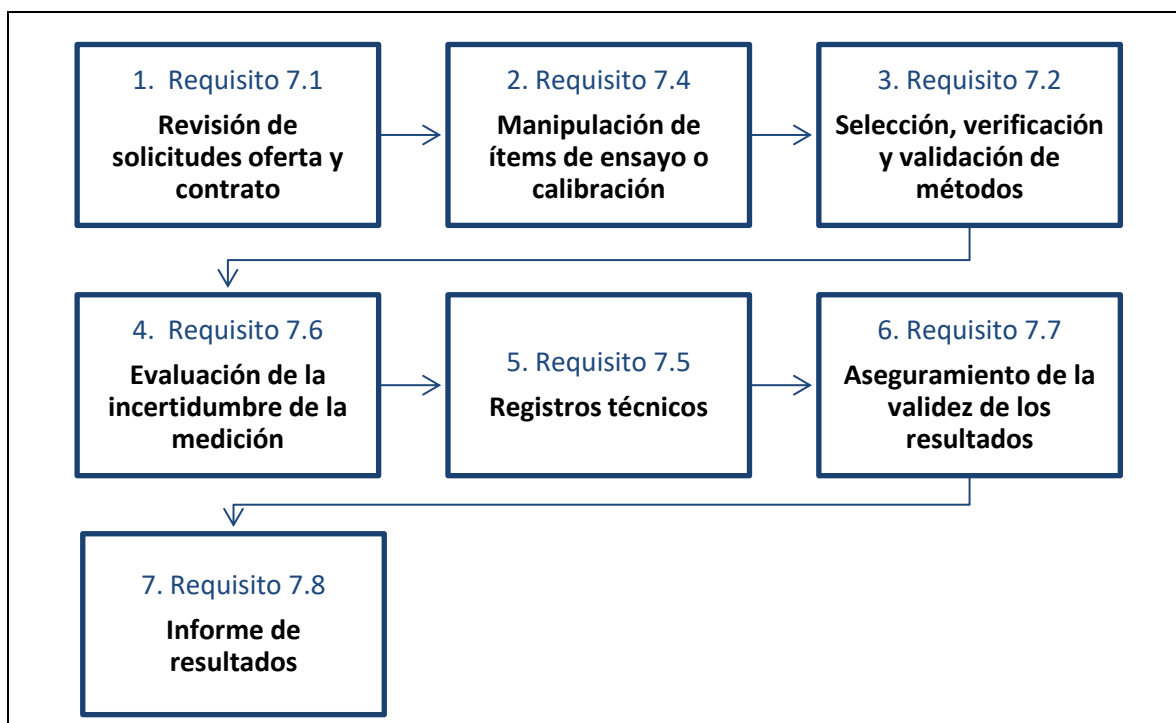 1. Requisito 7.1
Revisión de
solicitudes oferta y
contrato
2. Requisito 7.4
Manipulación de
ítems de ensayo o
calibración
3. Requisito 7.2
Selección, verificación
y validación de
métodos
4. Requisito 7.6
Evaluación de la
incertidumbre de la
medición
5. Requisito 7.5
Registros técnicos
6. Requisito 7.7
Aseguramiento de la
validez de los
resultados
7. Requisito 7.8
Informe de
resultados